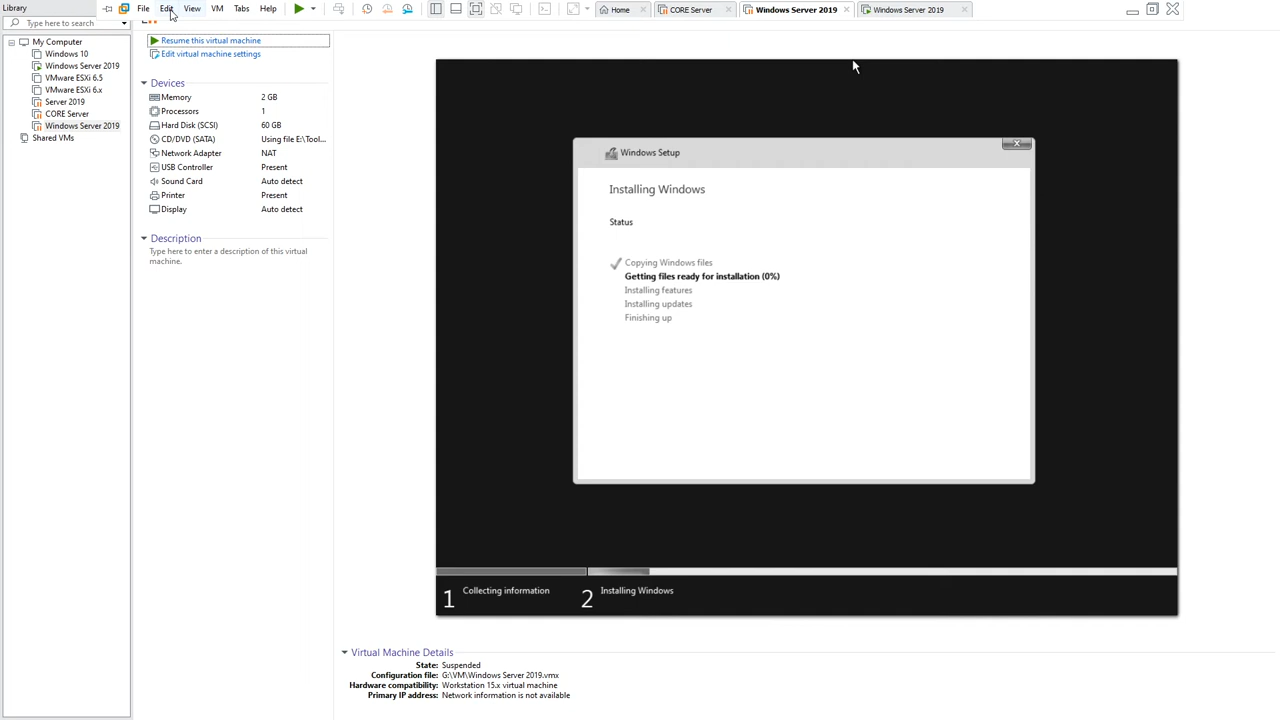 Library
File Edit View VM Tabs Help
Home
CORE Server
Windows Server 2019
Windows Server 2019
Type here to search
My Computer
Windows 10
Windows Server 2019
VMware ESXi 6.5
VMware ESXi 6.x
Server 2019
CORE Server
Windows Server 2019
Shared VMs
Resume this virtual machine
Edit virtual machine settings
Devices
Memory 2 GB
Processors 1
Hard Disk (SCSI) 60 GB
CD/DVD (SATA) Using file E:\Tool...
Network Adapter NAT
USB Controller Present
Sound Card Auto detect
Printer Present
Display Auto detect
Description
Type here to enter a description of this virtual
machine.
Windows Setup
Installing Windows
Status
Copying Windows files
Getting files ready for installation (0%)
Installing features
Installing updates
Finishing up
1 Collecting information
2 Installing Windows
Virtual Machine Details
State: Suspended
Configuration file: G:\VM\Windows Server 2019.vmx
Hardware compatibility: Workstation 15.x virtual machine
Primary IP address: Network information is not available